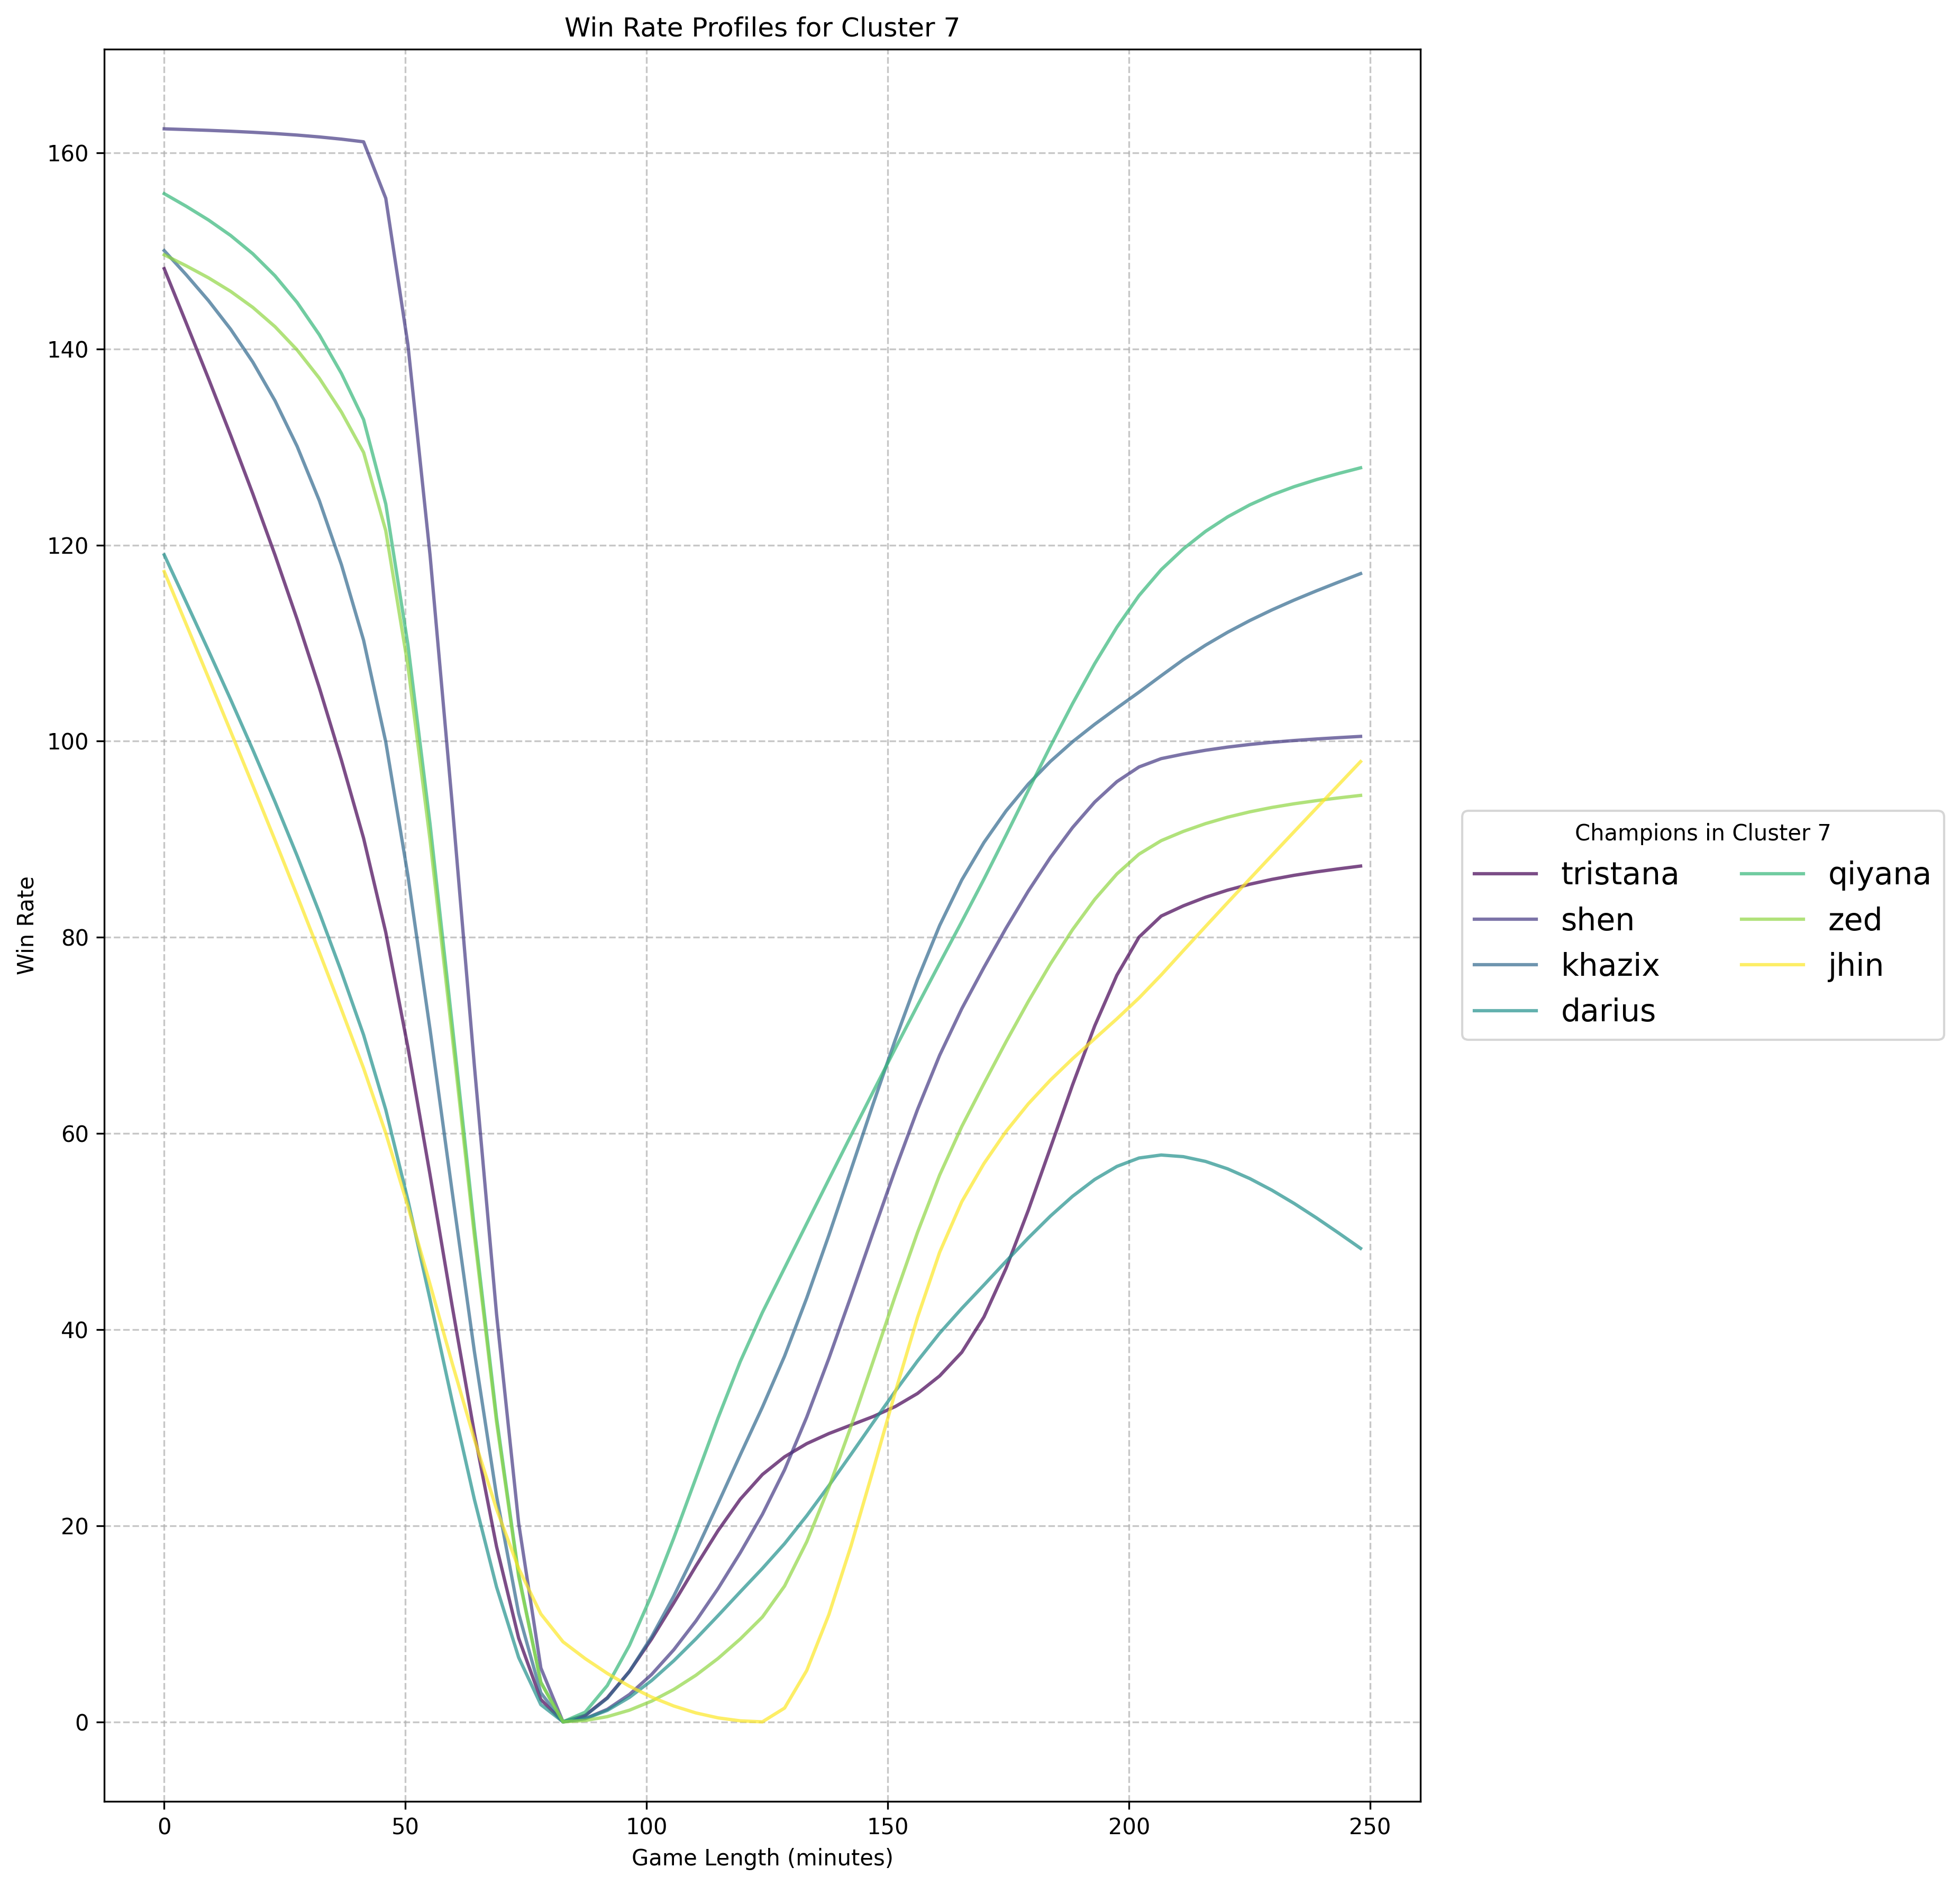 Win Rate Profiles for Cluster 7
160
140
120
100
80
60
40
20
0
Win Rate
0 50 100 150 200 250
Game Length (minutes)
Champions in Cluster 7
tristana
shen
khazix
darius
qiyana
zed
jhin